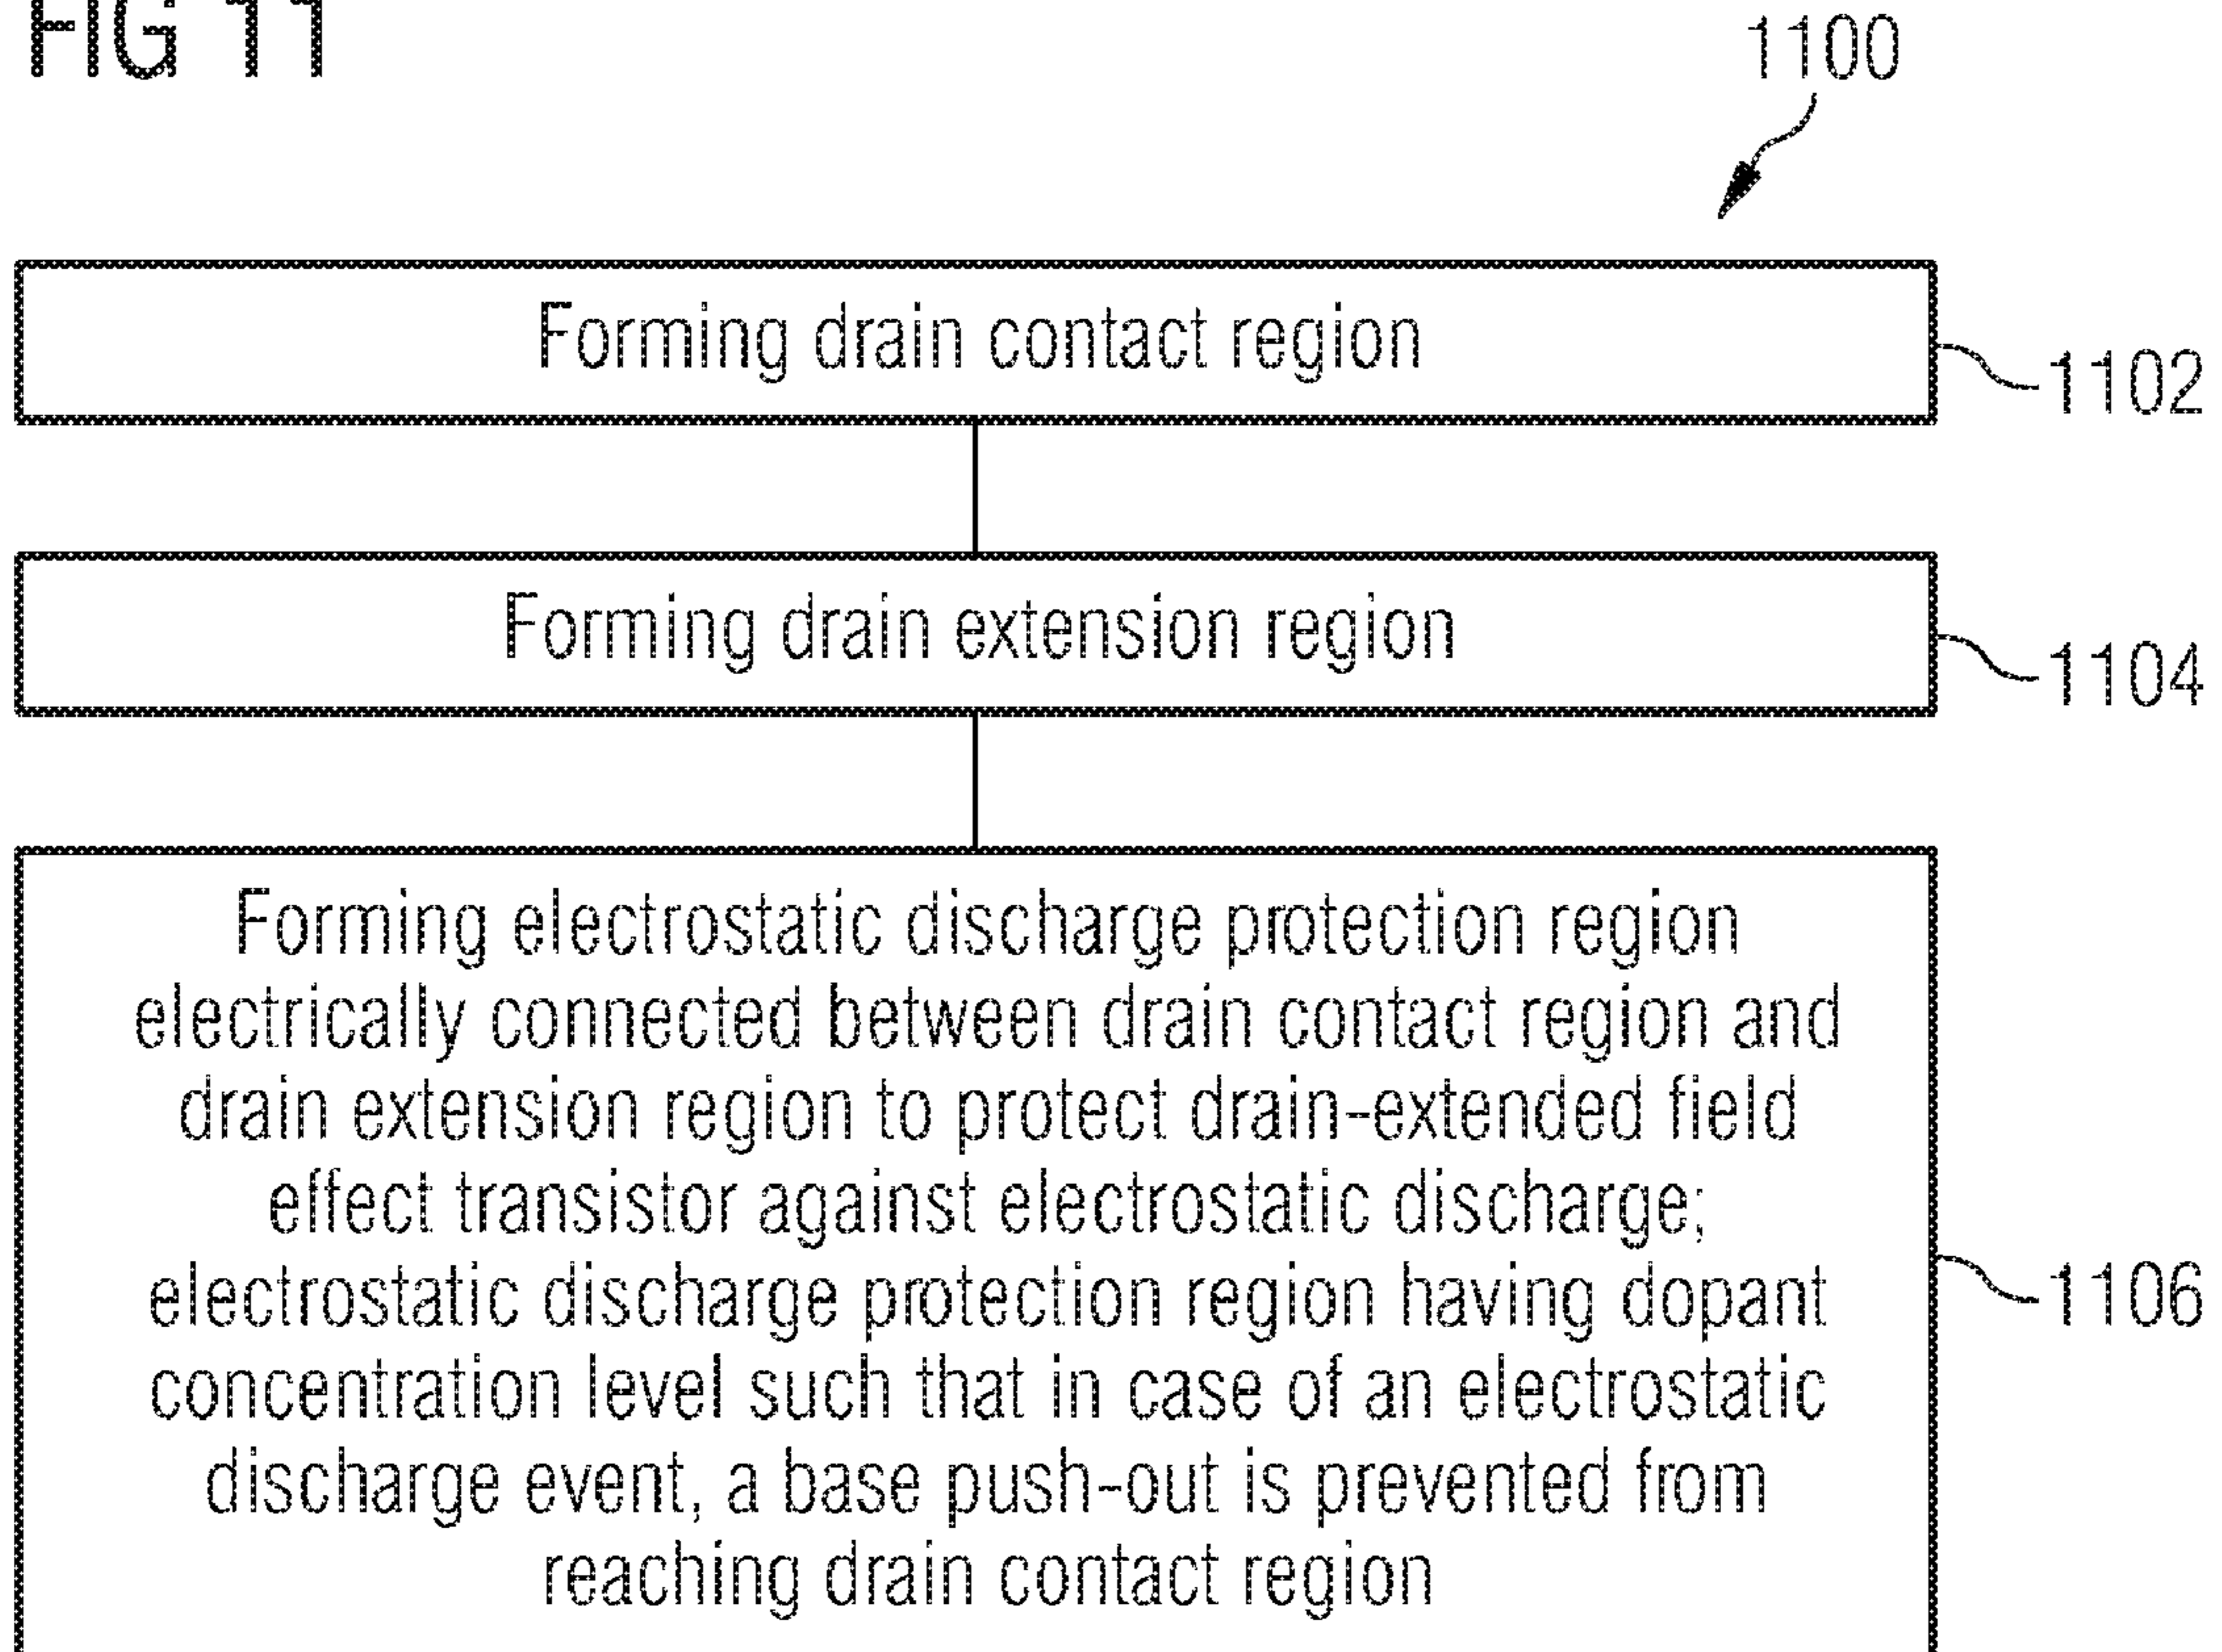 FIG 11
1100
Forming drain contact region
1102
Forming drain extension region
1104
Forming electrostatic discharge protection region
electrically connected between drain contact region and
drain extension region to protect drain-extended field
effect transistor against electrostatic discharge;
electrostatic discharge protection region having dopant
concentration level such that in case of an electrostatic
discharge event, a base push-out is prevented from
reaching drain contact region
1106